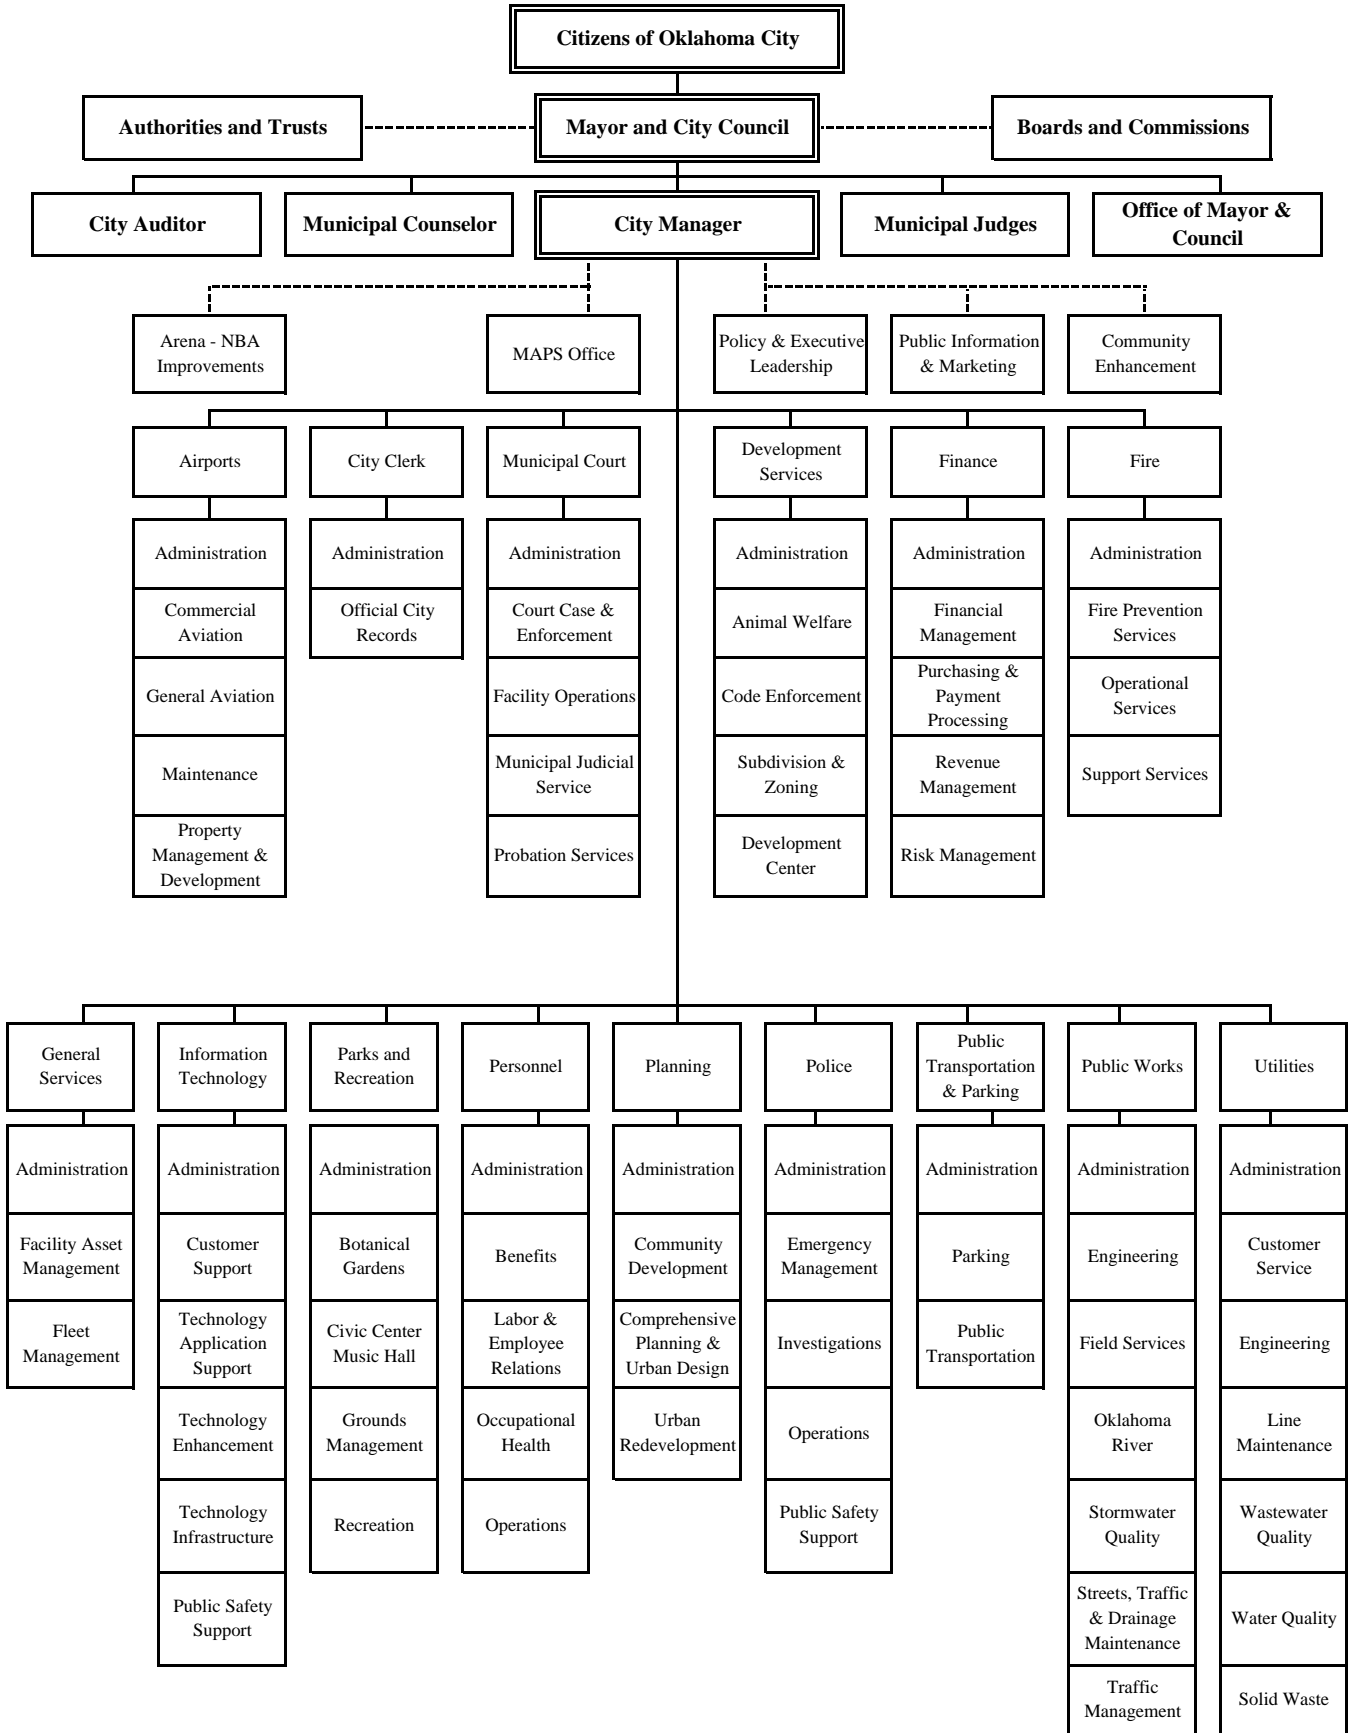 Citizens of Oklahoma City
Authorities and Trusts
Mayor and City Council
Boards and Commissions
City Auditor
Municipal Counselor
City Manager
Municipal Judges
Office of Mayor &
Council
Arena - NBA
Improvements
MAPS Office
Policy & Executive
Leadership
Public Information
& Marketing
Community
Enhancement
Airports
City Clerk
Municipal Court
Development
Services
Finance
Fire
Administration
Commercial
Aviation
General Aviation
Maintenance
Property
Management &
Development
Administration
Official City
Records
Administration
Court Case &
Enforcement
Facility Operations
Municipal Judicial
Service
Probation Services
Administration
Animal Welfare
Code Enforcement
Subdivision &
Zoning
Development
Center
Administration
Financial
Management
Purchasing &
Payment
Processing
Revenue
Management
Risk Management
Administration
Fire Prevention
Services
Operational
Services
Support Services
General
Services
Information
Technology
Parks and
Recreation
Personnel
Planning
Police
Public
Transportation
& Parking
Public Works
Utilities
Administration
Facility Asset
Management
Fleet
Management
Administration
Customer
Support
Technology
Application
Support
Technology
Enhancement
Technology
Infrastructure
Public Safety
Support
Administration
Botanical
Gardens
Civic Center
Music Hall
Grounds
Management
Recreation
Administration
Benefits
Labor &
Employee
Relations
Occupational
Health
Operations
Administration
Community
Development
Comprehensive
Planning &
Urban Design
Urban
Redevelopment
Administration
Emergency
Management
Investigations
Operations
Public Safety
Support
Administration
Parking
Public
Transportation
Administration
Engineering
Field Services
Oklahoma
River
Stormwater
Quality
Streets, Traffic
& Drainage
Maintenance
Traffic
Management
Administration
Customer
Service
Engineering
Line
Maintenance
Wastewater
Quality
Water Quality
Solid Waste